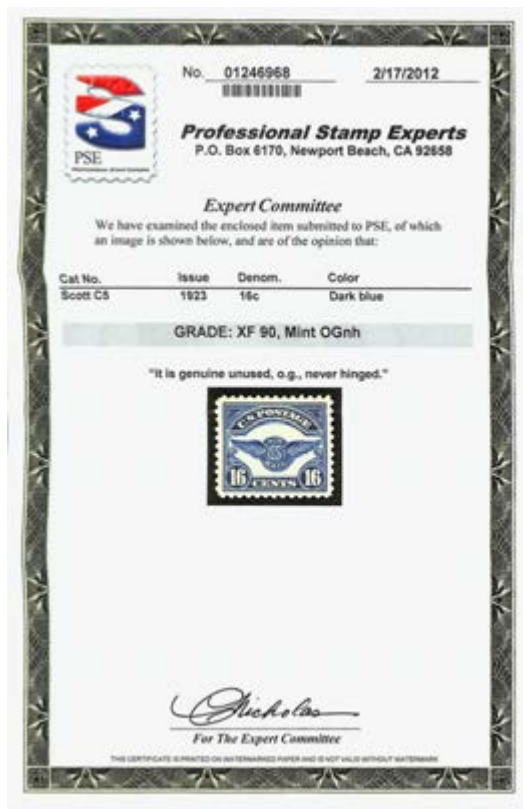 No. 01246968 2/17/2012
PSE
Professional Stamp Experts
P.O. Box 6170, Newport Beach, CA 92658
Expert Committee
We have examined the enclosed item submitted to PSE, of which
an image is shown below, and are of the opinion that:
Cat No. Issue Denom. Color
Scott C5 1923 16c Dark blue
GRADE: XF 90, Mint OGnh
"it is genuine unused, o.g., never hinged."
U.S. POSTAGE
16 CENTS 16
Nicholas
For The Expert Committee
THIS CERTIFICATE IS PRINTED ON WATERMARKED PAPER AND IS NOT VALID WITHOUT WATERMARK